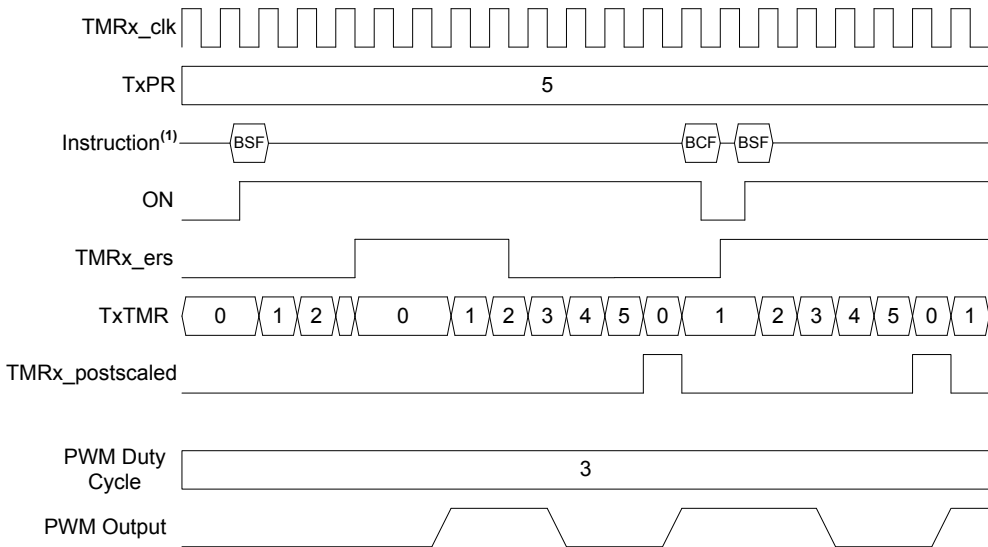 TMRx_clk
TxPR 5
Instruction(1) BSF BCF BSF
ON
TMRx_ers
TxTMR 0 1 2 0 1 2 3 4 5 0 1 2 3 4 5 0 1
TMRx_postscaled
PWM Duty
Cycle 3
PWM Output